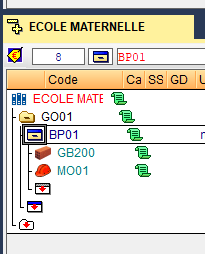 ECOLE MATERNELLE
8 BP01
Code Ca SS GD U
ECOLE MATE
GO01
BP01
GB200
MO01